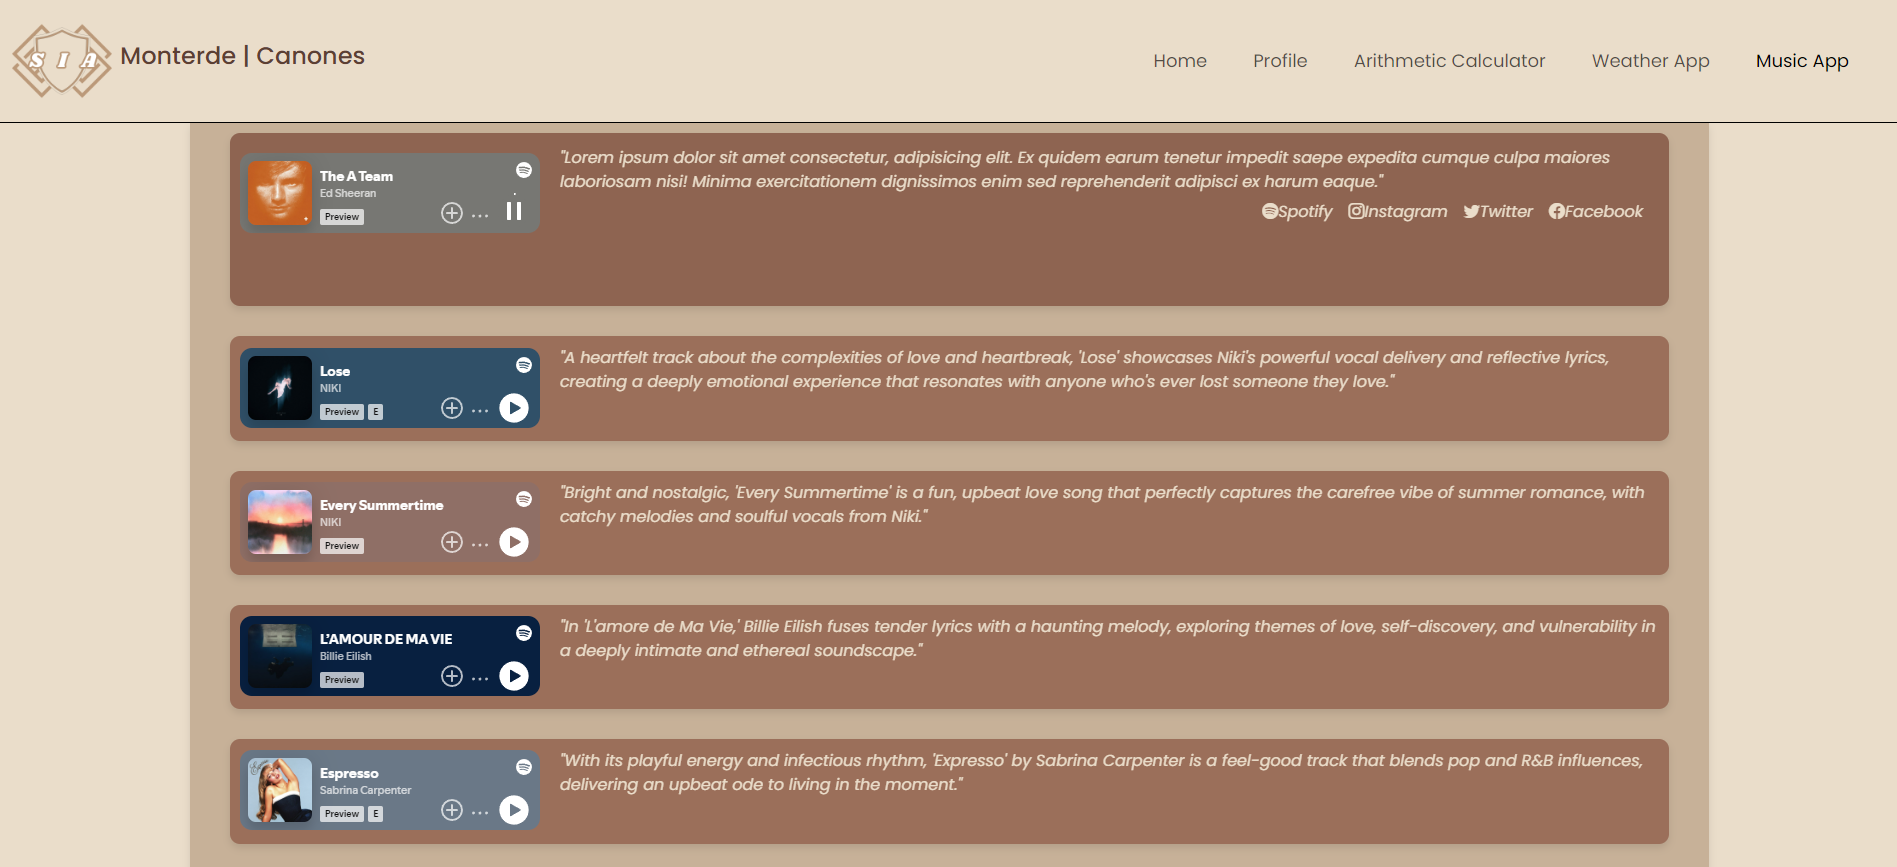 S I A
Monterde | Canones
Home
Profile
Arithmetic Calculator
Weather App
Music App
The A Team
Ed Sheeran
Preview
"Lorem ipsum dolor sit amet consectetur, adipisicing elit. Ex quidem earum tenetur impedit saepe expedita cumque culpa maiores
laboriosam nisi! Minima exercitationem dignissimos enim sed reprehenderit adipisci ex harum eaque."
Spotify Instagram Twitter Facebook
Lose
NIKI
Preview E
"A heartfelt track about the complexities of love and heartbreak, 'Lose' showcases Niki's powerful vocal delivery and reflective lyrics,
creating a deeply emotional experience that resonates with anyone who's ever lost someone they love."
Every Summertime
NIKI
Preview
"Bright and nostalgic, 'Every Summertime' is a fun, upbeat love song that perfectly captures the carefree vibe of summer romance, with
catchy melodies and soulful vocals from Niki."
L'AMOUR DE MA VIE
Billie Eilish
Preview
"In 'L'amore de Ma Vie,' Billie Eilish fuses tender lyrics with a haunting melody, exploring themes of love, self-discovery, and vulnerability in
a deeply intimate and ethereal soundscape."
Espresso
Sabrina Carpenter
Preview E
"With its playful energy and infectious rhythm, 'Expresso' by Sabrina Carpenter is a feel-good track that blends pop and R&B influences,
delivering an upbeat ode to living in the moment."